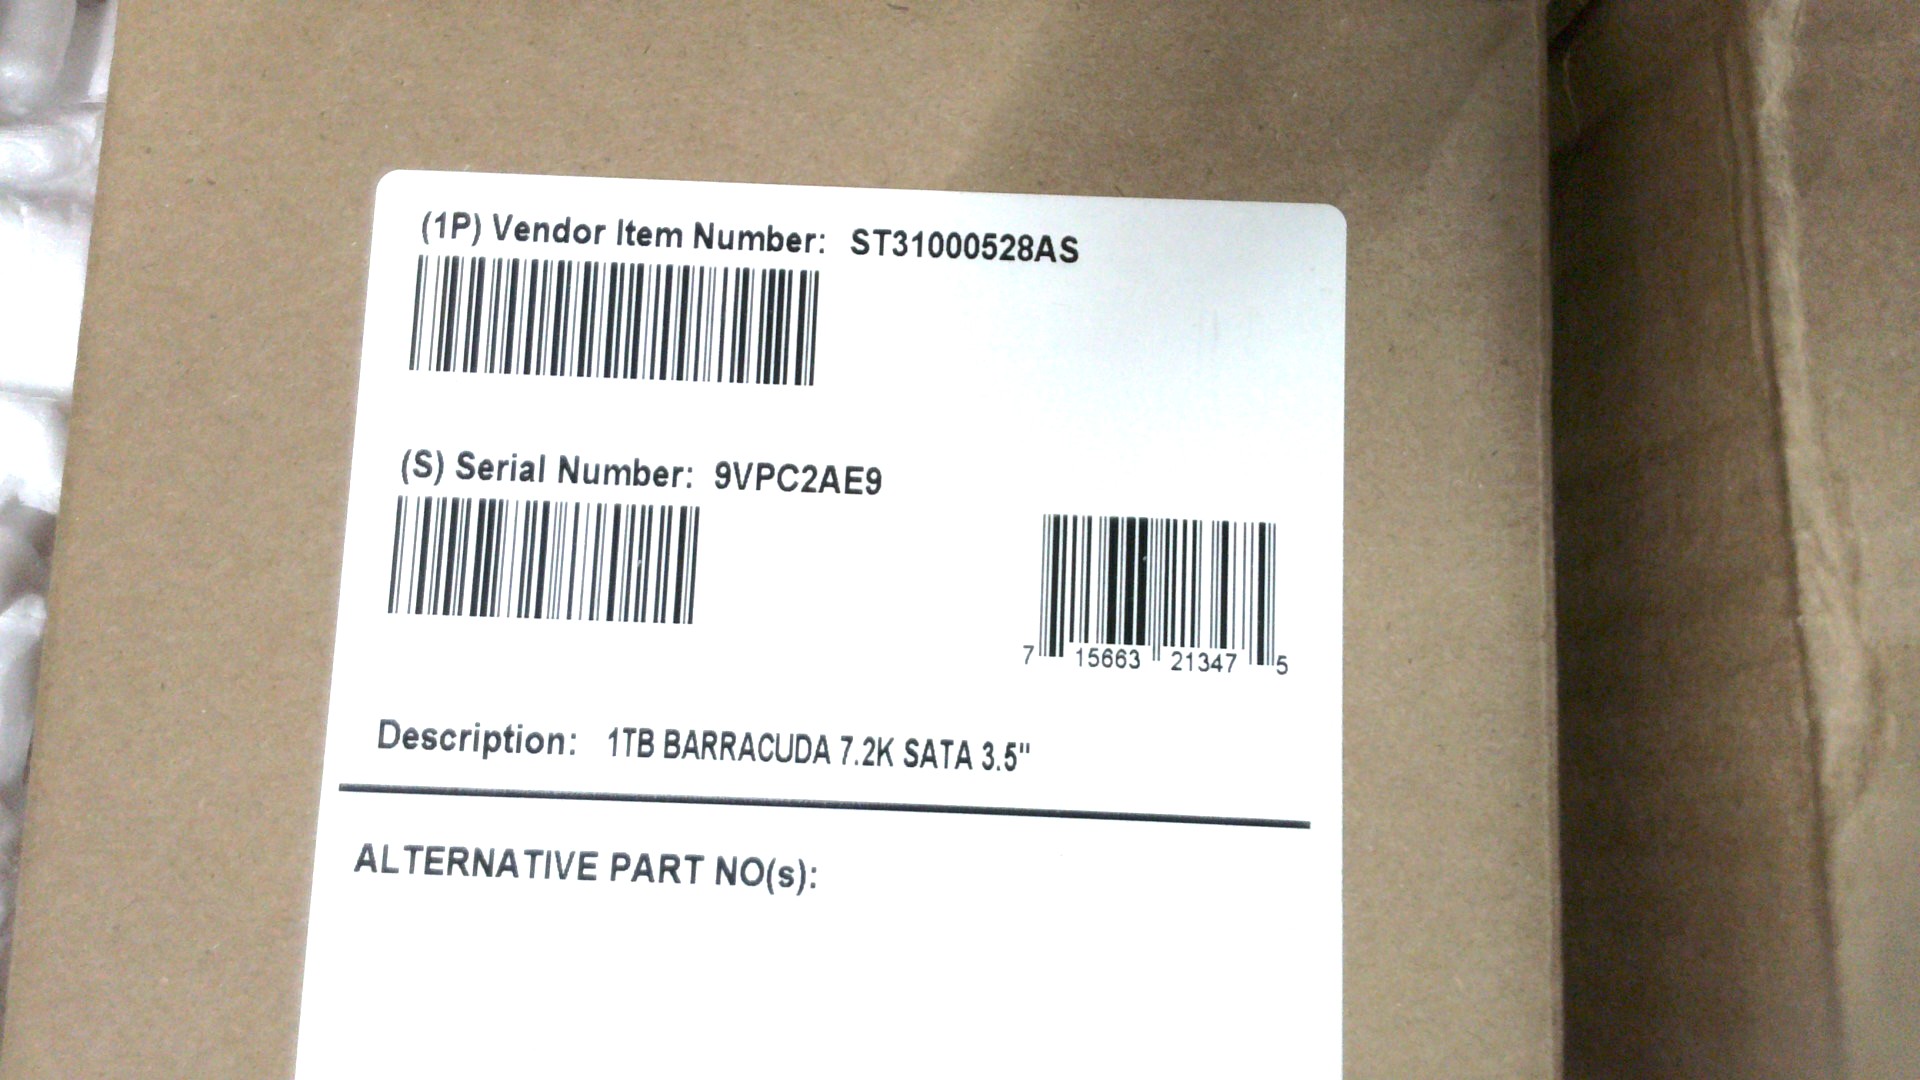 (1P) Vendor Item Number: ST31000528AS
(S) Serial Number: 9VPC2AE9
7 15663 21347 5
Description: 1TB BARRACUDA 7.2K SATA 3.5"
ALTERNATIVE PART NO(s):